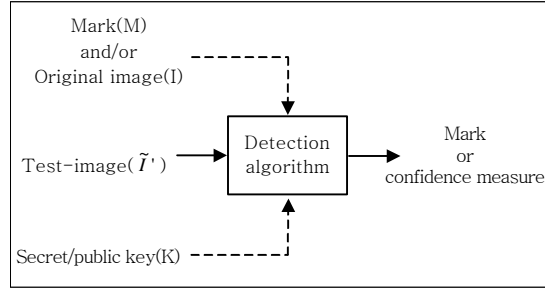 Mark(M)
and/or
Original image(I)
Test-image( Ĩ ' )
Detection
algorithm
Mark
or
confidence measure
Secret/public key(K)